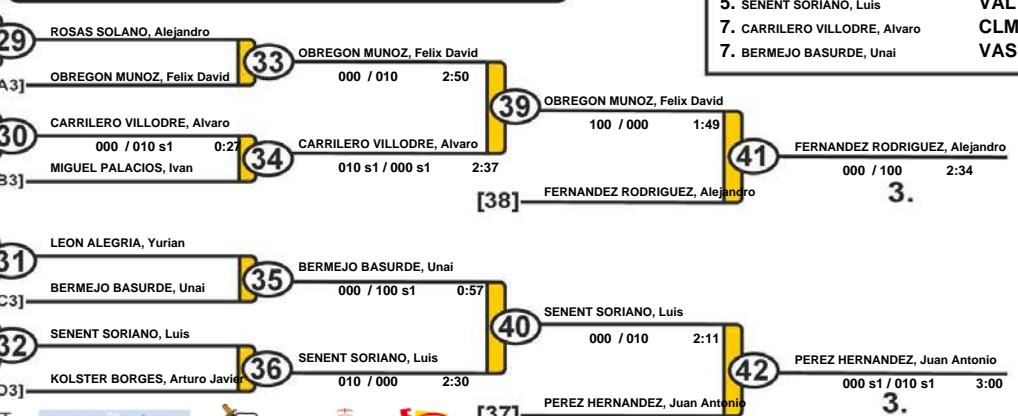 5. SENENT SORIANO, Luis VAL
7. CARRILERO VILLODRE, Alvaro CLM
7. BERMEJO BASURDE, Unai VAS
29
ROSAS SOLANO, Alejandro
OBREGON MUNOZ, Felix David
A3]
33
OBREGON MUNOZ, Felix David
000 / 010 2:50
30
CARRILERO VILLODRE, Alvaro
000 / 010 s1 0:27
MIGUEL PALACIOS, Ivan
B3]
34
CARRILERO VILLODRE, Alvaro
010 s1 / 000 s1 2:37
39
OBREGON MUNOZ, Felix David
100 / 000 1:49
[38]
FERNANDEZ RODRIGUEZ, Alejandro
41
FERNANDEZ RODRIGUEZ, Alejandro
000 / 100 2:34
3.
31
LEON ALEGRIA, Yurian
BERMEJO BASURDE, Unai
C3]
35
BERMEJO BASURDE, Unai
000 / 100 s1 0:57
32
SENENT SORIANO, Luis
KOLSTER BORGES, Arturo Javier
D3]
36
SENENT SORIANO, Luis
010 / 000 2:30
40
SENENT SORIANO, Luis
000 / 010 2:11
[37]
PEREZ HERNANDEZ, Juan Antonio
42
PEREZ HERNANDEZ, Juan Antonio
000 s1 / 010 s1 3:00
3.